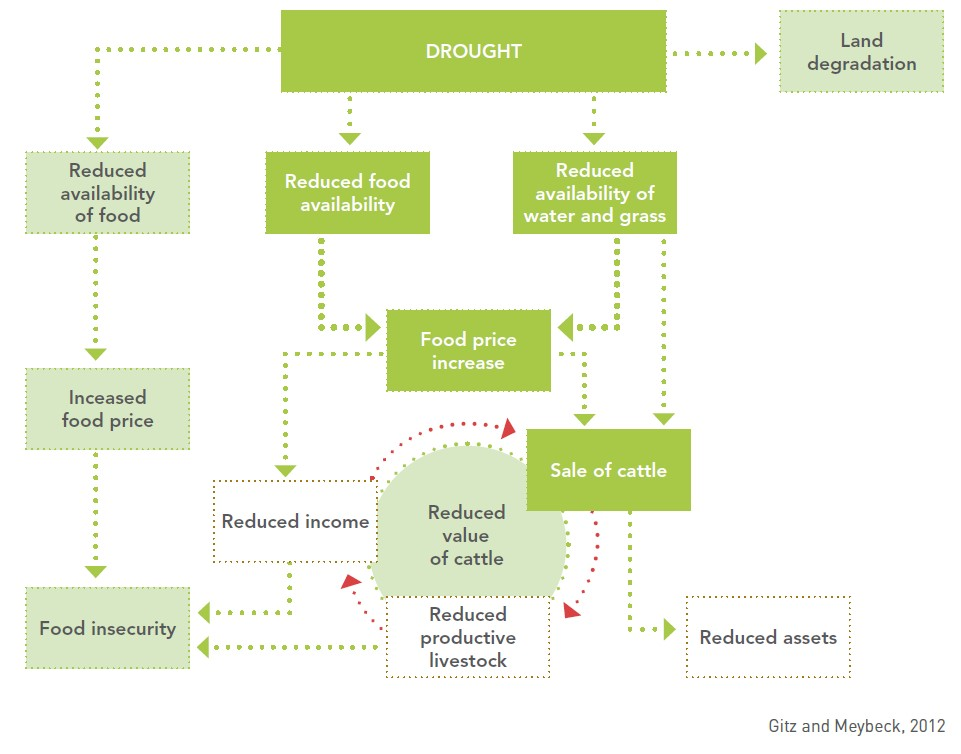 DROUGHT
Land
degradation
Reduced
availability
of food
Reduced food
availability
Reduced
availability of
water and grass
Food price
increase
Inceased
food price
Sale of cattle
Reduced income
Reduced
value
of cattle
Food insecurity
Reduced
productive
livestock
Reduced assets
Gitz and Meybeck, 2012